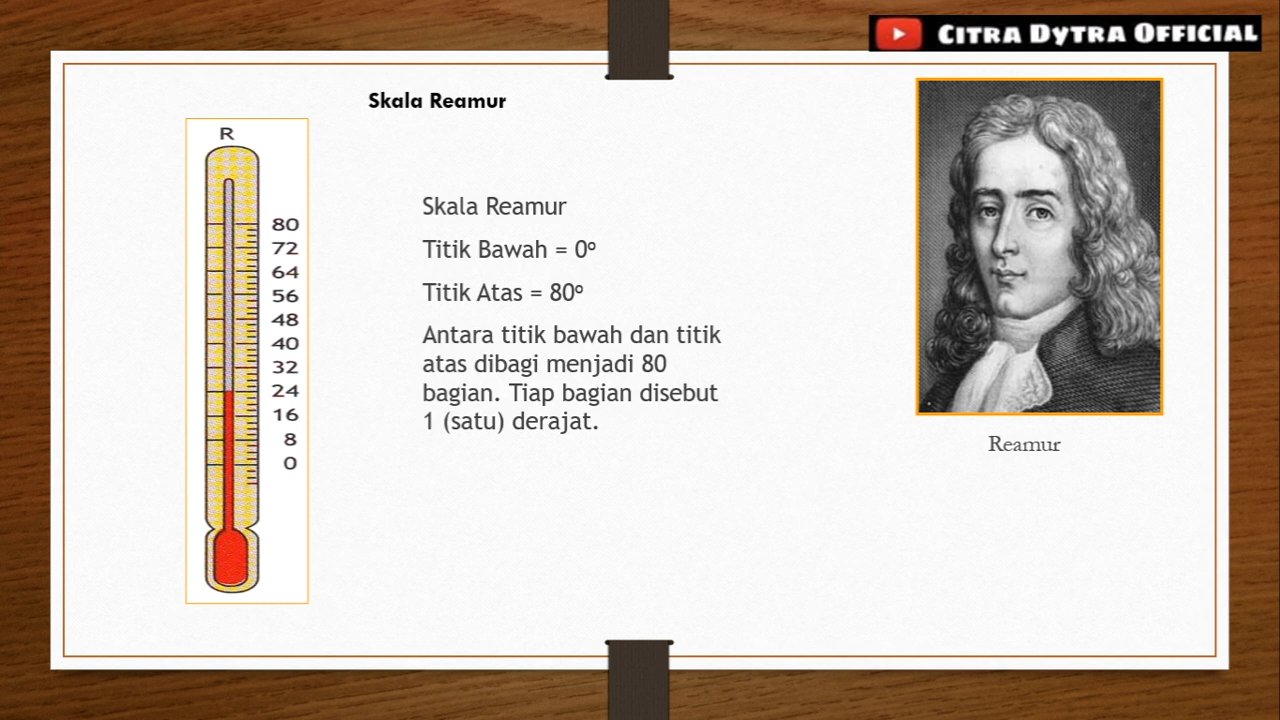 CITRA DYTRA OFFICIAL
Skala Reamur
R
80
72
64
56
48
40
32
24
16
8
0
Skala Reamur
Titik Bawah = 0º
Titik Atas = 80º
Antara titik bawah dan titik
atas dibagi menjadi 80
bagian. Tiap bagian disebut
1 (satu) derajat.
Reamur